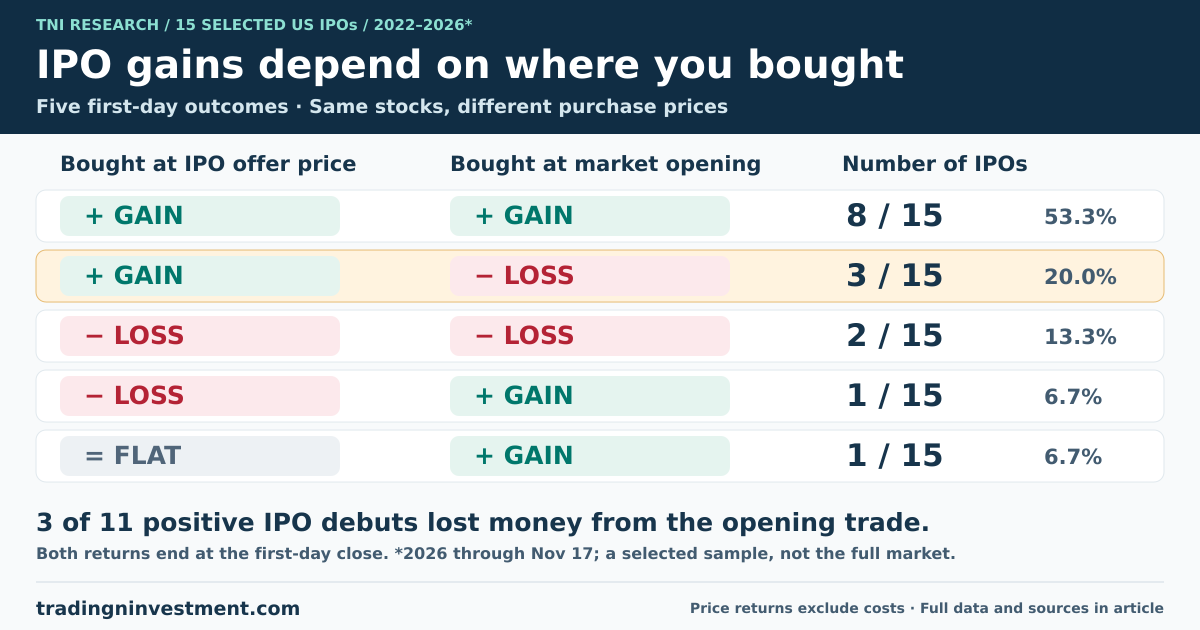 TNI RESEARCH / 15 SELECTED US IPOs / 2022–2026*
IPO gains depend on where you bought
Five first-day outcomes · Same stocks, different purchase prices
Bought at IPO offer price Bought at market opening Number of IPOs
+ GAIN + GAIN 8 / 15 53.3%
+ GAIN − LOSS 3 / 15 20.0%
− LOSS − LOSS 2 / 15 13.3%
− LOSS + GAIN 1 / 15 6.7%
= FLAT + GAIN 1 / 15 6.7%
3 of 11 positive IPO debuts lost money from the opening trade.
Both returns end at the first-day close. *2026 through Nov 17; a selected sample, not the full market.
tradingninvestment.com Price returns exclude costs · Full data and sources in article